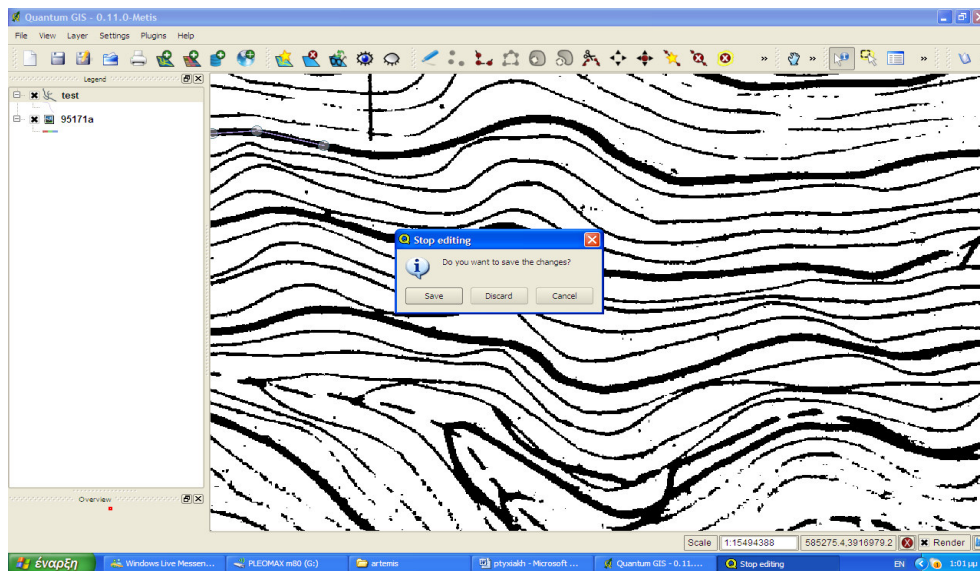 Quantum GIS - 0.11.0-Metis
File View Layer Settings Plugins Help
Legend
test
95171a
Stop editing
Do you want to save the changes?
Save Discard Cancel
Overview
Scale 1:15494388 585275.4,3916979.2 Render
έναρξη Windows Live Messen... PLEOMAX m80 (G:) artemis ptyxiakh - Microsoft ... Quantum GIS - 0.11.... Stop editing EN 1:01 μμ